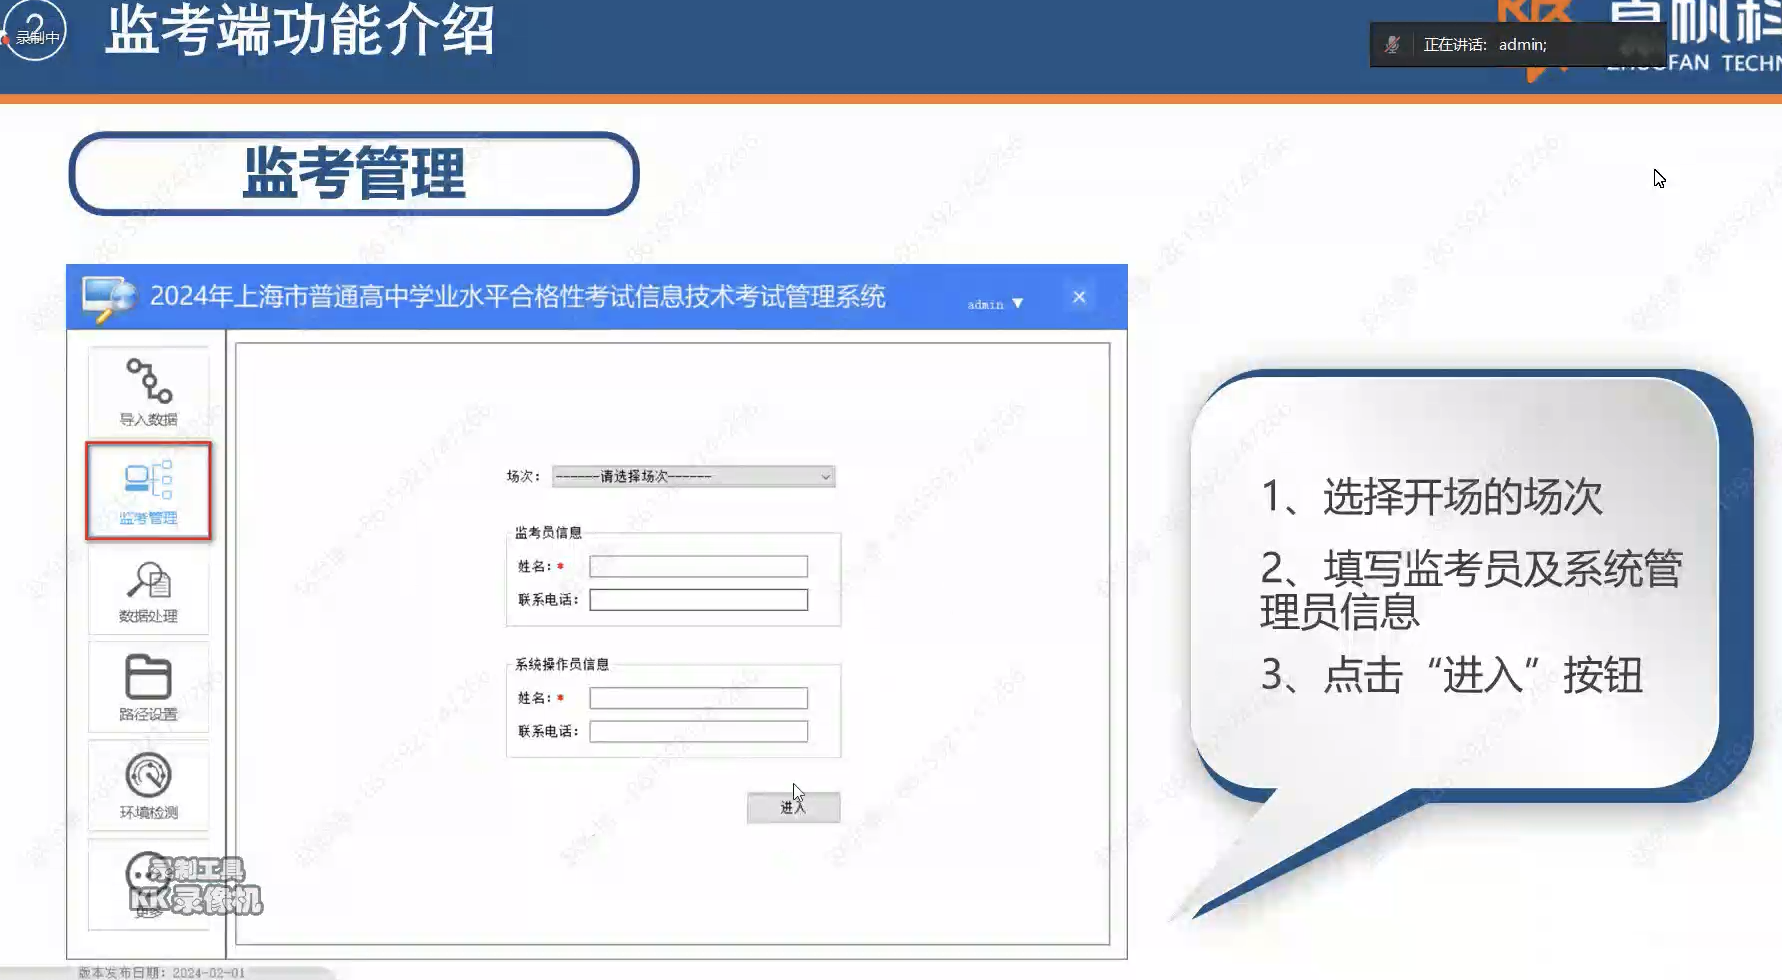 录制中
监考端功能介绍
正在讲话: admin;
TECHN
监考管理
2024年上海市普通高中学业水平合格性考试信息技术考试管理系统
admin
导入数据
监考管理
数据处理
路径设置
环境检测
更多
场次: ------请选择场次------
监考员信息
姓名: *
联系电话:
系统操作员信息
姓名: *
联系电话:
进入
1、选择开场的场次
2、填写监考员及系统管
理员信息
3、点击“进入”按钮
录制工具
KK录像机
版本发布日期: 2024-02-01